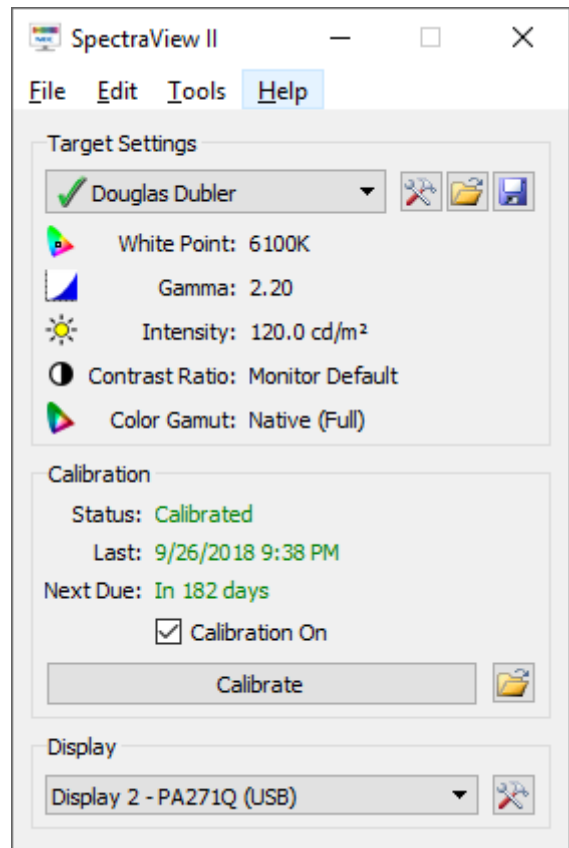 SpectraView II
File Edit Tools Help
Target Settings
Douglas Dubler
White Point: 6100K
Gamma: 2.20
Intensity: 120.0 cd/m²
Contrast Ratio: Monitor Default
Color Gamut: Native (Full)
Calibration
Status: Calibrated
Last: 9/26/2018 9:38 PM
Next Due: In 182 days
Calibration On
Calibrate
Display
Display 2 - PA271Q (USB)